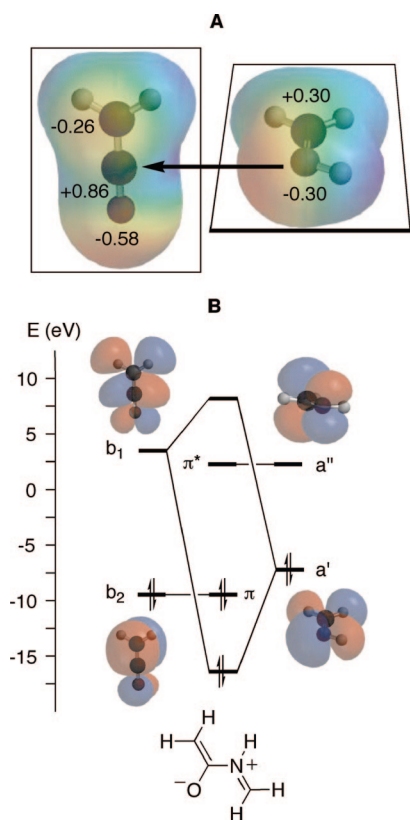 A
+0.30
-0.26
+0.86
-0.30
-0.58
B
E (eV)
10
5
b₁
π*
a"
0
-5
a'
b₂
π
-10
-15
H
H
H
N
+
−
O
H
H